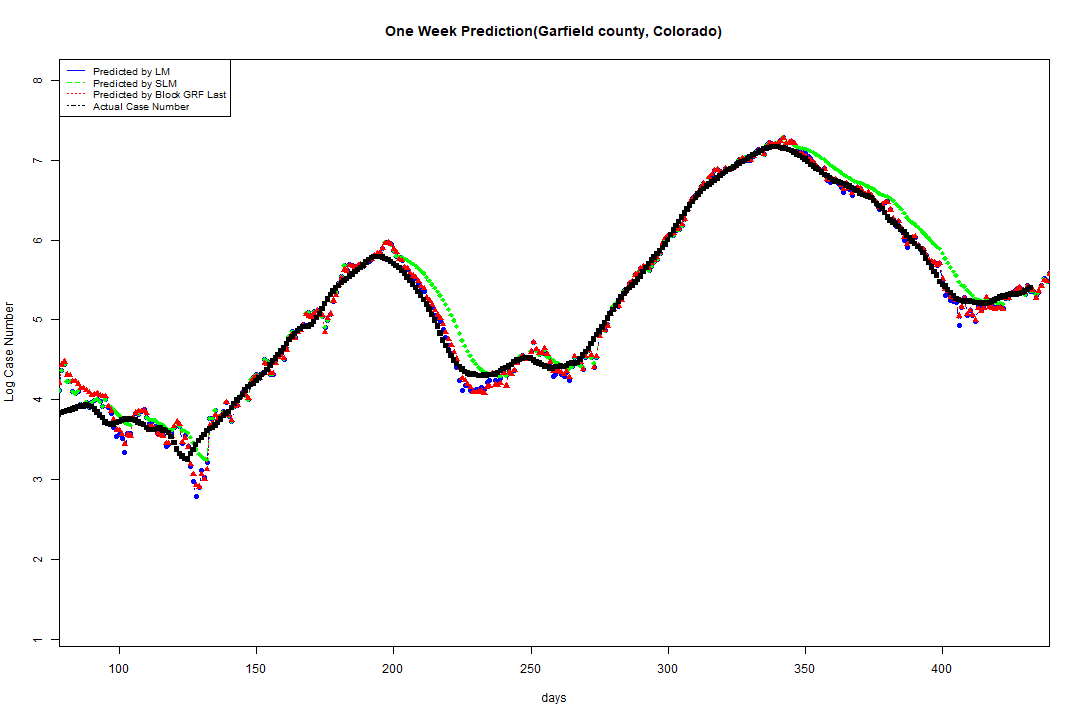 One Week Prediction(Garfield county, Colorado)
Predicted by LM
Predicted by SLM
Predicted by Block GRF Last
Actual Case Number
8
7
6
5
4
3
2
1
Log Case Number
100 150 200 250 300 350 400
days